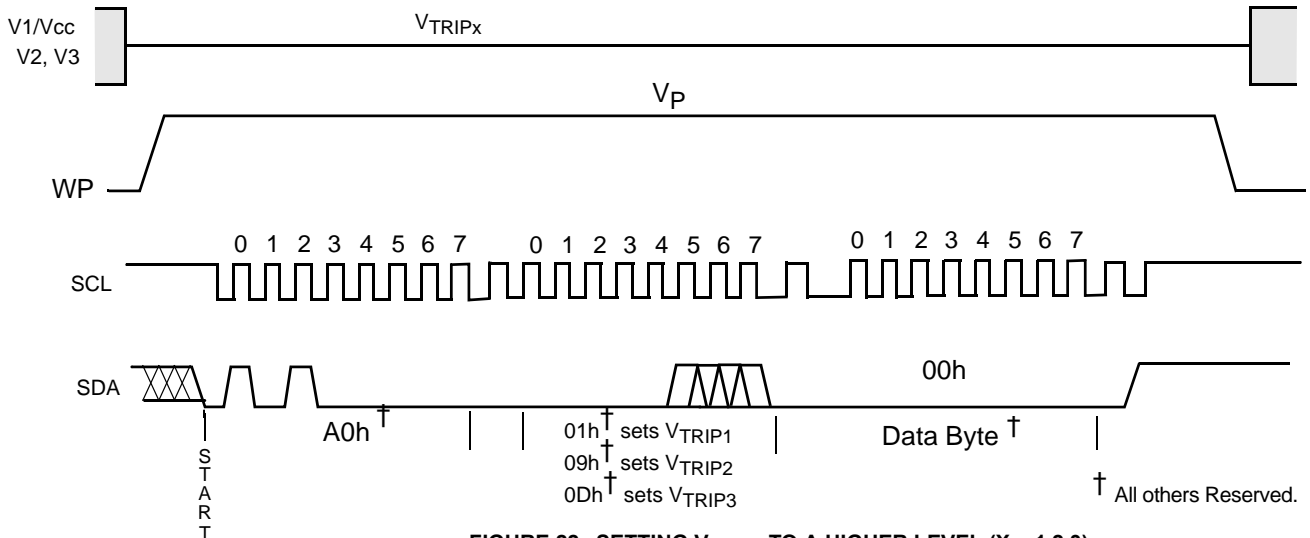 V1/Vcc
V2, V3
VTRIPx
VP
WP
0 1 2 3 4 5 6 7 0 1 2 3 4 5 6 7 0 1 2 3 4 5 6 7
SCL
SDA
00h
A0h †
01h† sets VTRIP1
09h† sets VTRIP2
0Dh† sets VTRIP3
Data Byte †
START
† All others Reserved.